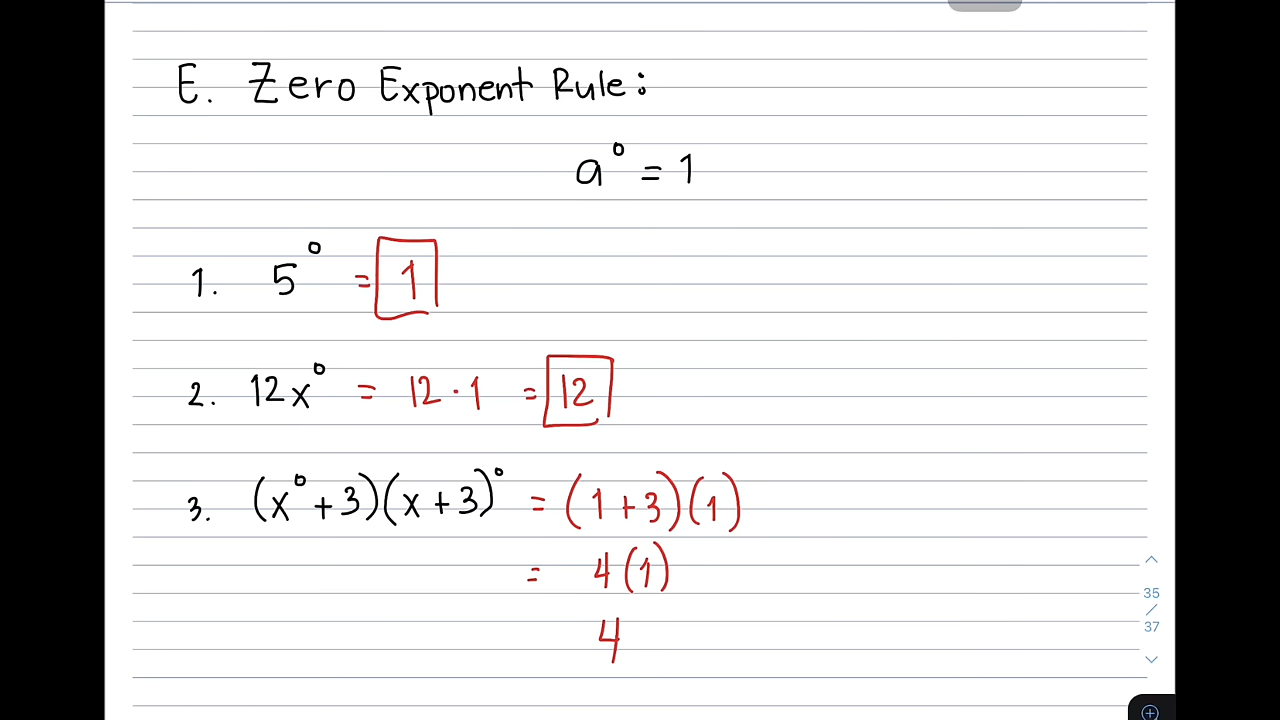 E. Zero Exponent Rule:
a⁰ = 1
1. 5⁰ = 1
2. 12x⁰ = 12 · 1 = 12
3. (x⁰ + 3)(x + 3)⁰ = (1 + 3)(1)
= 4(1)
4
35
/
37